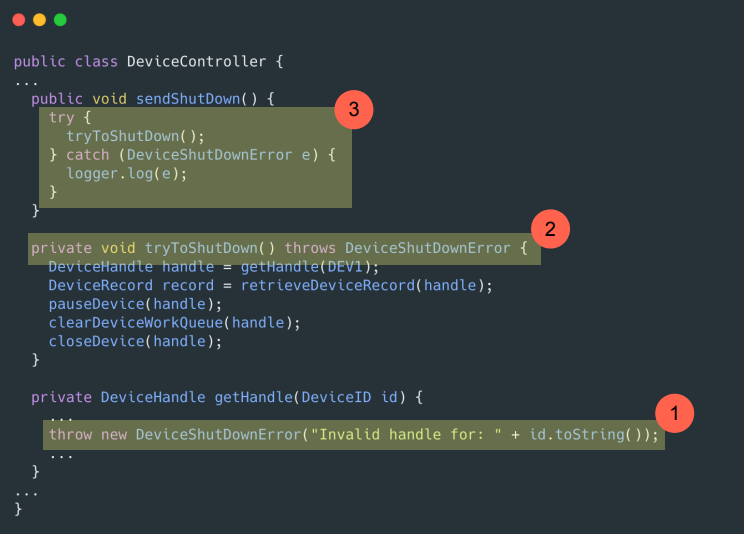 public class DeviceController {
...
  public void sendShutDown() {
3
    try {
      tryToShutDown();
    } catch (DeviceShutDownError e) {
      logger.log(e);
    }
  }
2
  private void tryToShutDown() throws DeviceShutDownError {
    DeviceHandle handle = getHandle(DEV1);
    DeviceRecord record = retrieveDeviceRecord(handle);
    pauseDevice(handle);
    clearDeviceWorkQueue(handle);
    closeDevice(handle);
  }
  private DeviceHandle getHandle(DeviceID id) {
    ...
1
    throw new DeviceShutDownError("Invalid handle for: " + id.toString());
    ...
  }
...
}